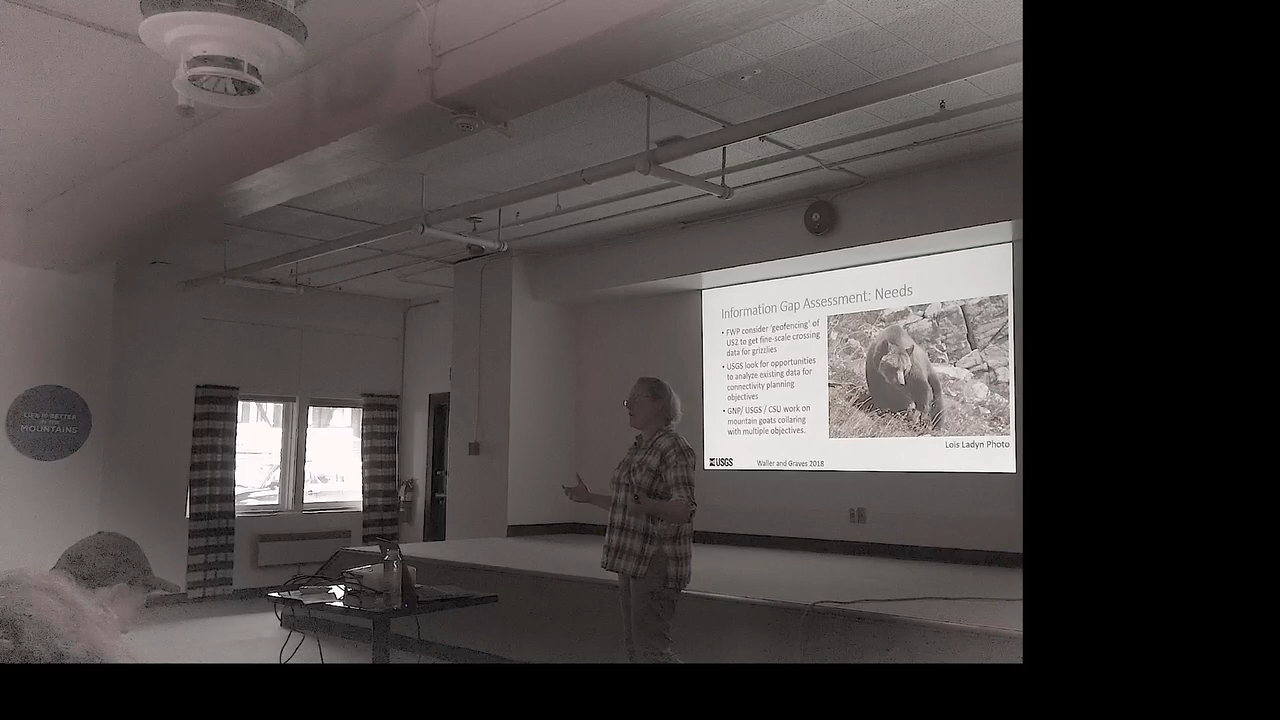 LIFE IS BETTER
IN THE
MOUNTAINS
Information Gap Assessment: Needs
• FWP consider 'geofencing' of
US2 to get fine-scale crossing
data for grizzlies
• USGS look for opportunities
to analyze existing data for
connectivity planning
objectives
• GNP/ USGS / CSU work on
mountain goats collaring
with multiple objectives.
Lois Ladyn Photo
USGS
Waller and Graves 2018